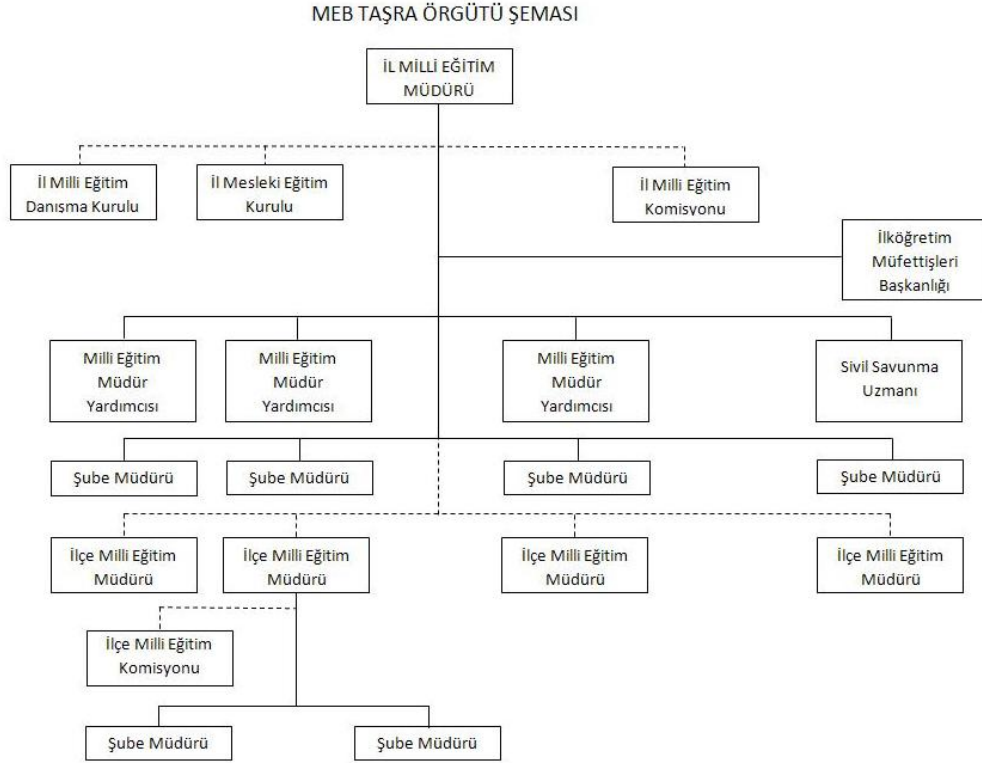 MEB TAŞRA ÖRGÜTÜ ŞEMASI
İL MİLLİ EĞİTİM
MÜDÜRÜ
İl Milli Eğitim
Danışma Kurulu
İl Mesleki Eğitim
Kurulu
İl Milli Eğitim
Komisyonu
İlköğretim
Müfettişleri
Başkanlığı
Milli Eğitim
Müdür
Yardımcısı
Milli Eğitim
Müdür
Yardımcısı
Milli Eğitim
Müdür
Yardımcısı
Sivil Savunma
Uzmanı
Şube Müdürü
Şube Müdürü
Şube Müdürü
Şube Müdürü
İlçe Milli Eğitim
Müdürü
İlçe Milli Eğitim
Müdürü
İlçe Milli Eğitim
Müdürü
İlçe Milli Eğitim
Müdürü
İlçe Milli Eğitim
Komisyonu
Şube Müdürü
Şube Müdürü